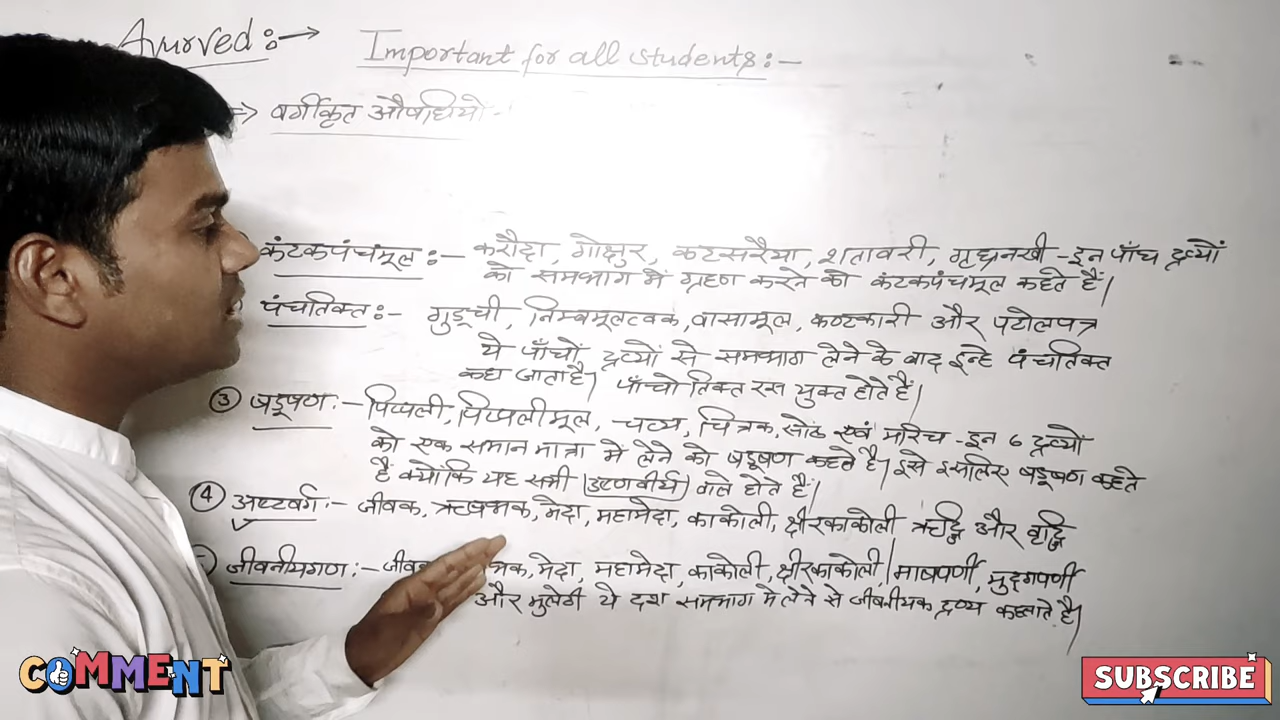 Ayurved :→ Important for all students :-
⇒ वर्गीकृत औषधियो -
कंटकपंचमूल :- करौदा, गोक्षुर, कटसरैया, शतावरी, गृध्रनखी - इन पाँच द्रव्यों
को समभाग में ग्रहण करने को कंटकपंचमूल कहते हैं।
पंचतिक्त :- गुडूची, निम्बमूलत्वक, वासामूल, कण्टकारी और पटोलपत्र
ये पाँचों द्रव्यों से समभाग लेने के बाद इन्हे पंचतिक्त
कहा जाता है। पाँचो तिक्त रस युक्त होते हैं।
③ षडूषण :- पिप्पली, पिप्पलीमूल, चव्य, चित्रक, सोंठ एवं मरिच - इन 6 द्रव्यो
को एक समान मात्रा में लेने को षडूषण कहते है। इसे इसलिए षडूषण कहते
है क्योंकि यह सभी (उष्णवीर्य) वाले होते हैं।
④ अष्टवर्ग :- जीवक, ऋषभक, मेदा, महामेदा, काकोली, क्षीरकाकोली ऋद्धि और वृद्धि
जीवनीयगण :- मेदा, महामेदा, काकोली, क्षीरकाकोली, माषपर्णी, मुद्गपर्णी
और मुलेठी ये दश समभाग मे लेने से जीवनीयक द्रव्य कहलाते है।
COMMENT
SUBSCRIBE